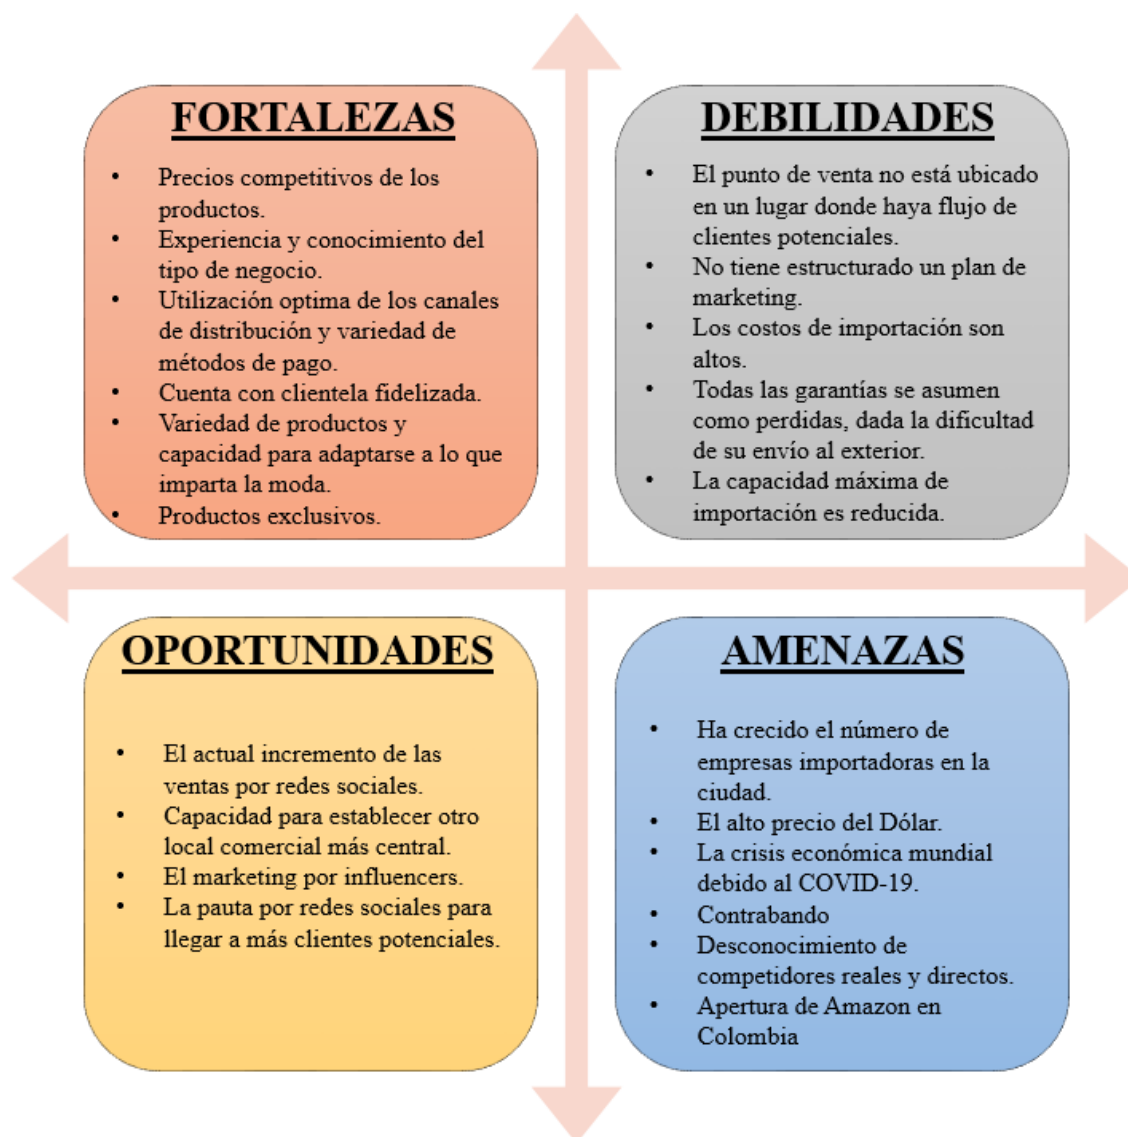 FORTALEZAS
• Precios competitivos de los
productos.
• Experiencia y conocimiento del
tipo de negocio.
• Utilización optima de los canales
de distribución y variedad de
métodos de pago.
• Cuenta con clientela fidelizada.
• Variedad de productos y
capacidad para adaptarse a lo que
imparta la moda.
• Productos exclusivos.
DEBILIDADES
• El punto de venta no está ubicado
en un lugar donde haya flujo de
clientes potenciales.
• No tiene estructurado un plan de
marketing.
• Los costos de importación son
altos.
• Todas las garantías se asumen
como perdidas, dada la dificultad
de su envío al exterior.
• La capacidad máxima de
importación es reducida.
OPORTUNIDADES
• El actual incremento de las
ventas por redes sociales.
• Capacidad para establecer otro
local comercial más central.
• El marketing por influencers.
• La pauta por redes sociales para
llegar a más clientes potenciales.
AMENAZAS
• Ha crecido el número de
empresas importadoras en la
ciudad.
• El alto precio del Dólar.
• La crisis económica mundial
debido al COVID-19.
• Contrabando
• Desconocimiento de
competidores reales y directos.
• Apertura de Amazon en
Colombia